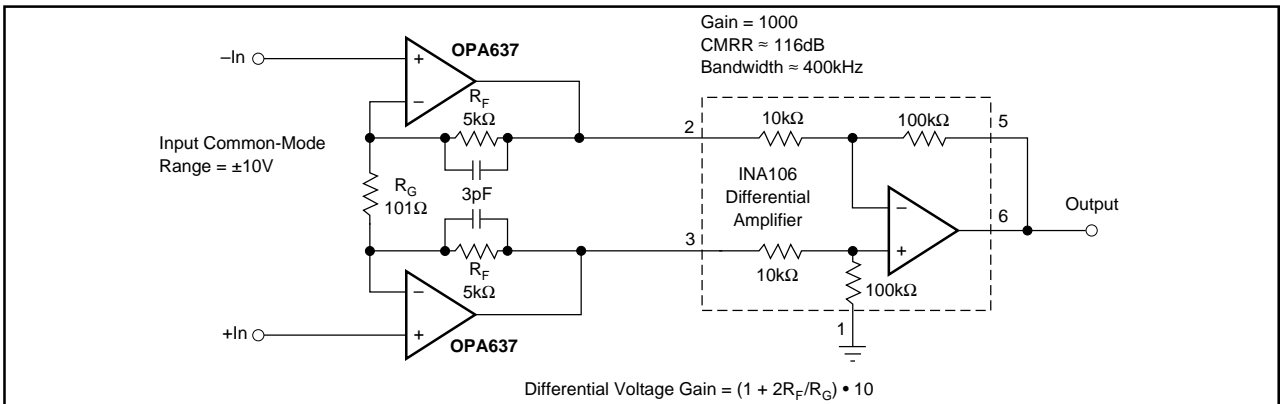 Gain = 1000
CMRR ≈ 116dB
Bandwidth ≈ 400kHz
OPA637
–In
+
–
R_F
5kΩ
3pF
Input Common-Mode
Range = ±10V
R_G
101Ω
R_F
5kΩ
–
+
+In
OPA637
2
10kΩ
100kΩ
5
INA106
Differential
Amplifier
–
+
6
Output
3
10kΩ
100kΩ
1
Differential Voltage Gain = (1 + 2R_F/R_G) • 10